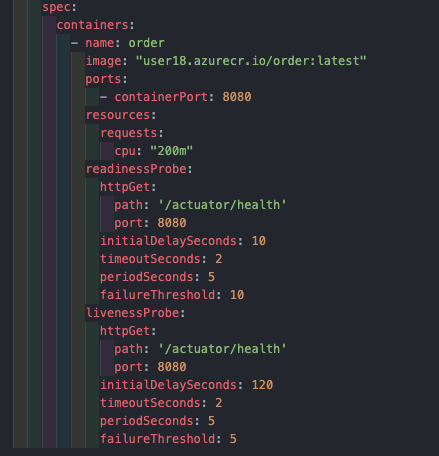 spec:
containers:
- name: order
image: "user18.azurecr.io/order:latest"
ports:
- containerPort: 8080
resources:
requests:
cpu: "200m"
readinessProbe:
httpGet:
path: '/actuator/health'
port: 8080
initialDelaySeconds: 10
timeoutSeconds: 2
periodSeconds: 5
failureThreshold: 10
livenessProbe:
httpGet:
path: '/actuator/health'
port: 8080
initialDelaySeconds: 120
timeoutSeconds: 2
periodSeconds: 5
failureThreshold: 5